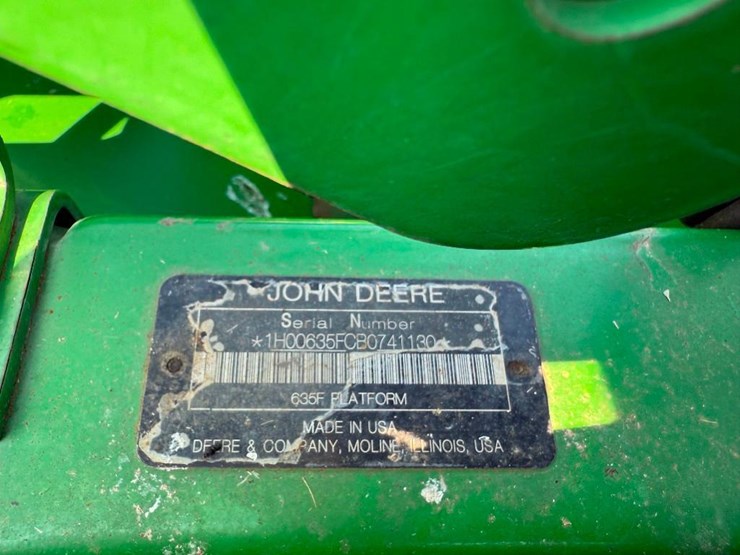 JOHN DEERE
Serial Number
*1H00635FCB0741130*
635F PLATFORM
MADE IN USA
DEERE & COMPANY, MOLINE, ILLINOIS, USA